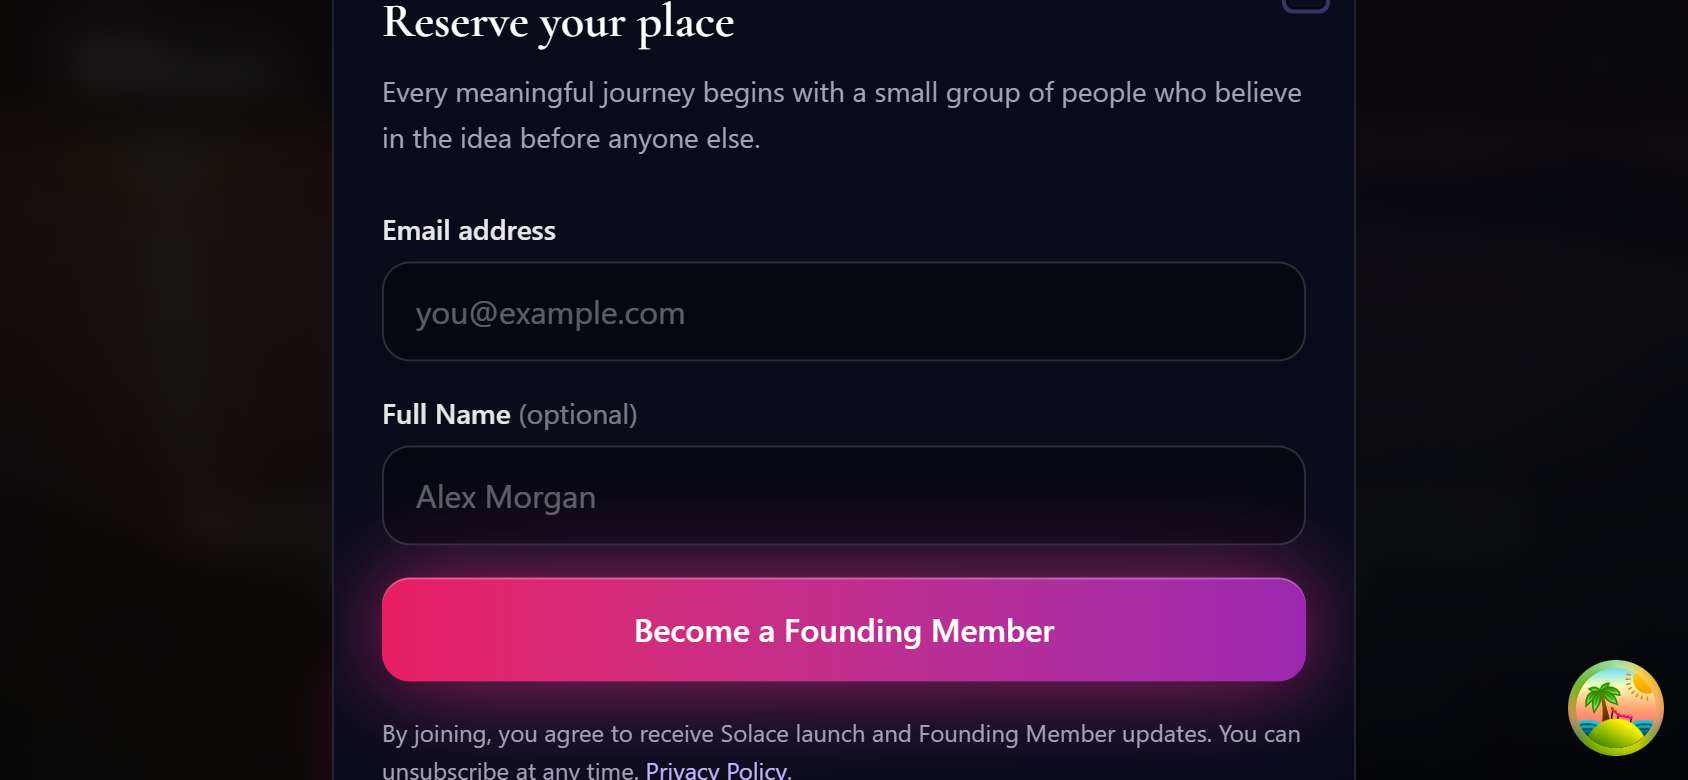 Reserve your place
Every meaningful journey begins with a small group of people who believe
in the idea before anyone else.
Email address
you@example.com
Full Name (optional)
Alex Morgan
Become a Founding Member
By joining, you agree to receive Solace launch and Founding Member updates. You can
unsubscribe at any time. Privacy Policy.